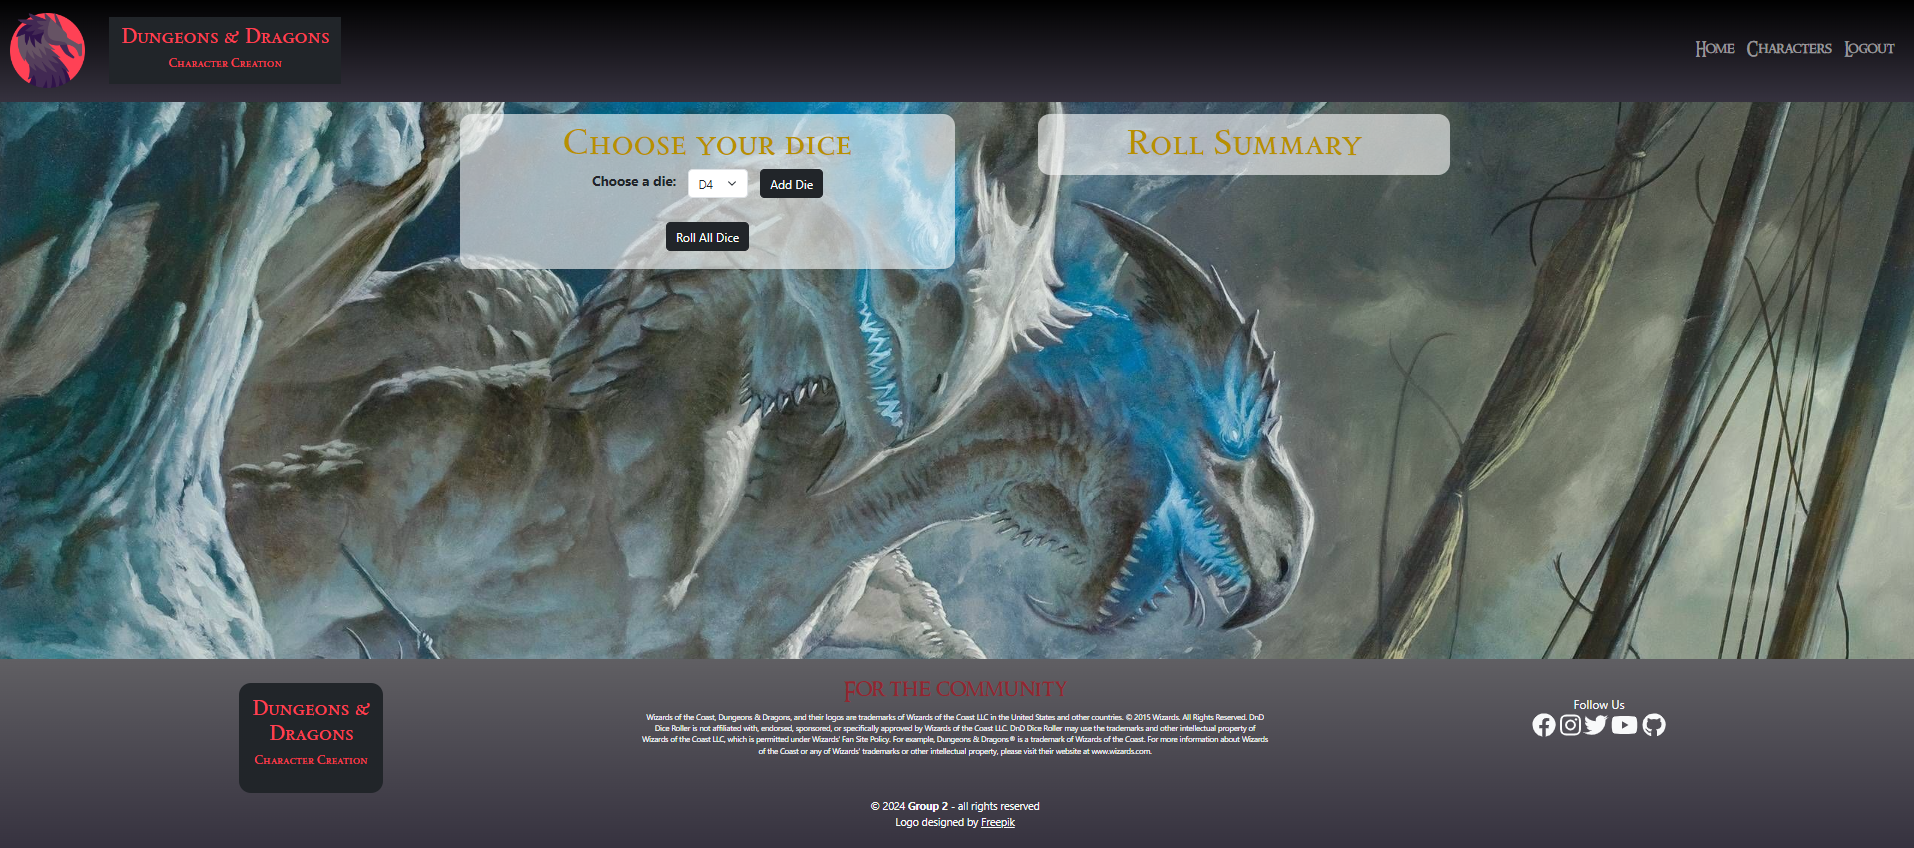 Dungeons & Dragons
Character Creation
Home Characters Logout
Choose your dice
Choose a die: D4 Add Die
Roll All Dice
Roll Summary
Dungeons &
Dragons
Character Creation
For the community
Wizards of the Coast, Dungeons & Dragons, and their logos are trademarks of Wizards of the Coast LLC in the United States and other countries. © 2015 Wizards. All Rights Reserved. DnD
Dice Roller is not affiliated with, endorsed, sponsored, or specifically approved by Wizards of the Coast LLC. DnD Dice Roller may use the trademarks and other intellectual property of
Wizards of the Coast LLC, which is permitted under Wizards' Fan Site Policy. For example, Dungeons & Dragons® is a trademark of Wizards of the Coast. For more information about Wizards
of the Coast or any of Wizards' trademarks or other intellectual property, please visit their website at www.wizards.com.
Follow Us
© 2024 Group 2 - all rights reserved
Logo designed by Freepik